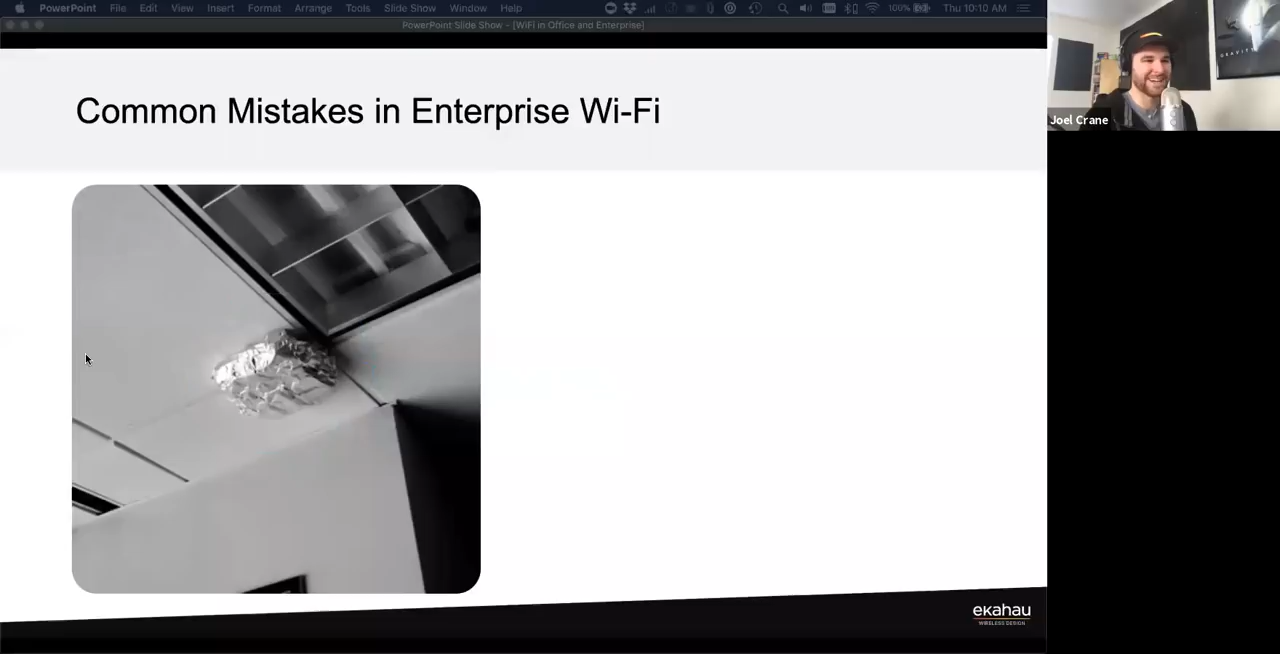 PowerPoint File Edit View Insert Format Arrange Tools Slide Show Window Help 100% Thu 10:10 AM
PowerPoint Slide Show - [WiFi in Office and Enterprise]
Common Mistakes in Enterprise Wi-Fi
GRAVITY
Joel Crane
ekahau
WIRELESS DESIGN